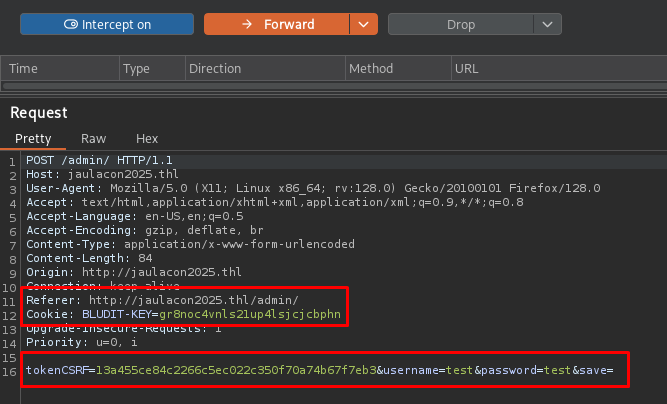 Intercept on
Forward
Drop
Time Type Direction Method URL
Request
Pretty Raw Hex
1 POST /admin/ HTTP/1.1
2 Host: jaulacon2025.thl
3 User-Agent: Mozilla/5.0 (X11; Linux x86_64; rv:128.0) Gecko/20100101 Firefox/128.0
4 Accept: text/html,application/xhtml+xml,application/xml;q=0.9,*/*;q=0.8
5 Accept-Language: en-US,en;q=0.5
6 Accept-Encoding: gzip, deflate, br
7 Content-Type: application/x-www-form-urlencoded
8 Content-Length: 84
9 Origin: http://jaulacon2025.thl
10 Connection: keep-alive
11 Referer: http://jaulacon2025.thl/admin/
12 Cookie: BLUDIT-KEY=gr8noc4vnls21up4lsjcjcbphn
13 Upgrade-Insecure-Requests: 1
14 Priority: u=0, i
15
16 tokenCSRF=13a455ce84c2266c5ec022c350f70a74b67f7eb3&username=test&password=test&save=